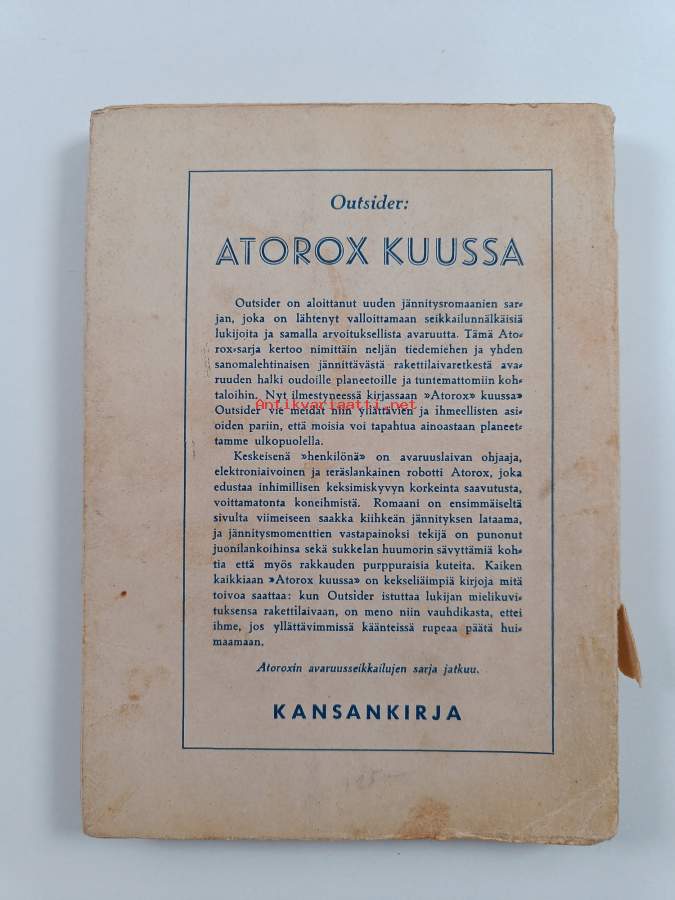 Outsider:
ATOROX KUUSSA
Outsider on aloittanut uuden jännitysromaanien sar-
jan, joka on lähtenyt valloittamaan seikkailunnälkäisiä
lukijoita ja samalla arvoituksellista avaruutta. Tämä Ato-
rox-sarja kertoo nimittäin neljän tiedemiehen ja yhden
sanomalehtinaisen jännittävästä rakettilaivaretkestä ava-
ruuden halki oudoille planeetoille ja tuntemattomiin koh-
taloihin. Nyt ilmestyneessä kirjassaan »Atorox» kuussa»
Antikvariaatti.net
Outsider vie meidät niin yllättävien ja ihmeellisten asi-
oiden pariin, että moisia voi tapahtua ainoastaan planeet-
tamme ulkopuolella.
Keskeisenä »henkilönä» on avaruuslaivan ohjaaja,
elektroniaivoinen ja teräslankainen robotti Atorox, joka
edustaa inhimillisen keksimiskyvyn korkeinta saavutusta,
voittamatonta koneihmistä. Romaani on ensimmäiseltä
sivulta viimeiseen saakka kiihkeän jännityksen lataama,
ja jännitysmomenttien vastapainoksi tekijä on punonut
juonilankoihinsa sekä sukkelan huumorin sävyttämiä koh-
tia että myös rakkauden purppuraisia kuteita. Kaiken
kaikkiaan »Atorox kuussa» on kekseliäimpiä kirjoja mitä
toivoa saattaa: kun Outsider istuttaa lukijan mielikuvi-
tuksensa rakettilaivaan, on meno niin vauhdikasta, ettei
ihme, jos yllättävimmissä käänteissä rupeaa päätä hui-
maamaan.
Atoroxin avaruusseikkailujen sarja jatkuu.
KANSANKIRJA